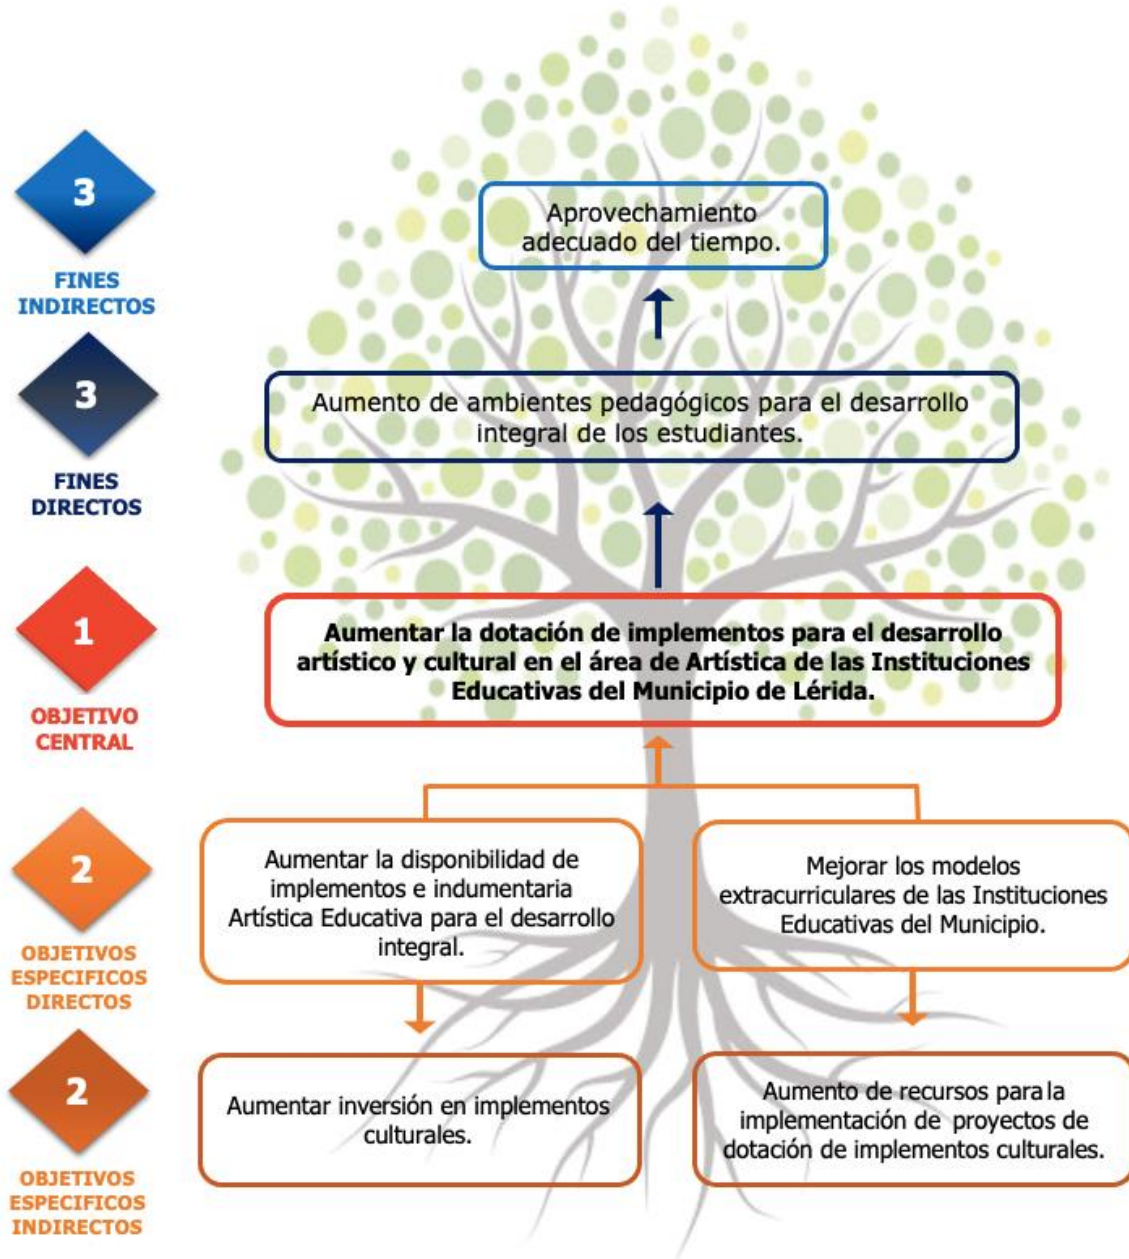 3
FINES
INDIRECTOS
Aprovechamiento
adecuado del tiempo.
3
FINES
DIRECTOS
Aumento de ambientes pedagógicos para el desarrollo
integral de los estudiantes.
1
OBJETIVO
CENTRAL
Aumentar la dotación de implementos para el desarrollo
artístico y cultural en el área de Artística de las Instituciones
Educativas del Municipio de Lérida.
2
OBJETIVOS
ESPECIFICOS
DIRECTOS
Aumentar la disponibilidad de
implementos e indumentaria
Artística Educativa para el desarrollo
integral.
Mejorar los modelos
extracurriculares de las Instituciones
Educativas del Municipio.
2
OBJETIVOS
ESPECIFICOS
INDIRECTOS
Aumentar inversión en implementos
culturales.
Aumento de recursos para la
implementación de proyectos de
dotación de implementos culturales.